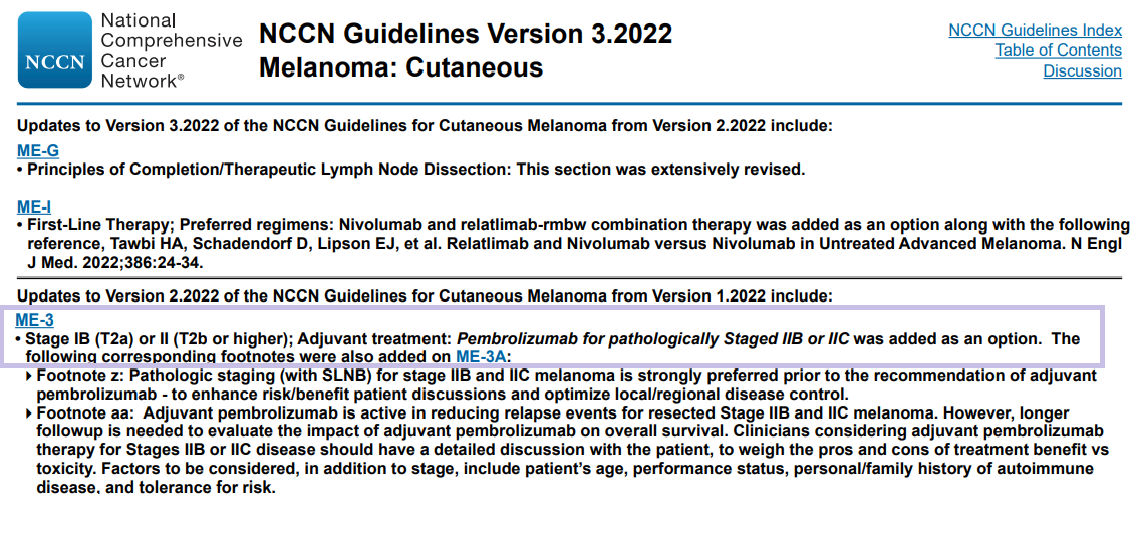 National
Comprehensive
Cancer
Network®
NCCN
NCCN Guidelines Version 3.2022
Melanoma: Cutaneous
NCCN Guidelines Index
Table of Contents
Discussion
Updates to Version 3.2022 of the NCCN Guidelines for Cutaneous Melanoma from Version 2.2022 include:
ME-G
• Principles of Completion/Therapeutic Lymph Node Dissection: This section was extensively revised.
ME-I
• First-Line Therapy; Preferred regimens: Nivolumab and relatlimab-rmbw combination therapy was added as an option along with the following
reference, Tawbi HA, Schadendorf D, Lipson EJ, et al. Relatlimab and Nivolumab versus Nivolumab in Untreated Advanced Melanoma. N Engl
J Med. 2022;386:24-34.
Updates to Version 2.2022 of the NCCN Guidelines for Cutaneous Melanoma from Version 1.2022 include:
ME-3
• Stage IB (T2a) or II (T2b or higher); Adjuvant treatment: Pembrolizumab for pathologically Staged IIB or IIC was added as an option. The
following corresponding footnotes were also added on ME-3A:
Footnote z: Pathologic staging (with SLNB) for stage IIB and IIC melanoma is strongly preferred prior to the recommendation of adjuvant
pembrolizumab - to enhance risk/benefit patient discussions and optimize local/regional disease control.
Footnote aa: Adjuvant pembrolizumab is active in reducing relapse events for resected Stage IIB and IIC melanoma. However, longer
followup is needed to evaluate the impact of adjuvant pembrolizumab on overall survival. Clinicians considering adjuvant pembrolizumab
therapy for Stages IIB or IIC disease should have a detailed discussion with the patient, to weigh the pros and cons of treatment benefit vs
toxicity. Factors to be considered, in addition to stage, include patient's age, performance status, personal/family history of autoimmune
disease, and tolerance for risk.